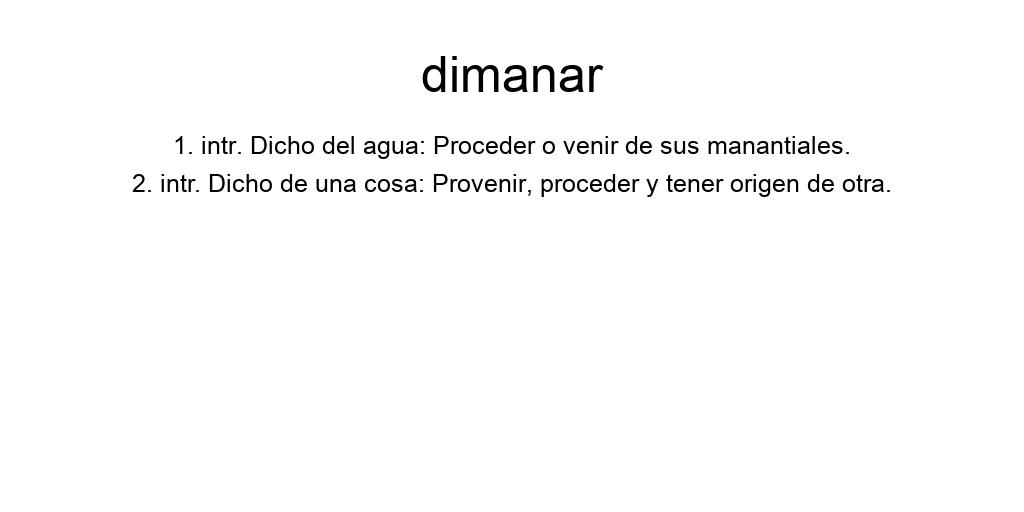 dimanar
1. intr. Dicho del agua: Proceder o venir de sus manantiales.
2. intr. Dicho de una cosa: Provenir, proceder y tener origen de otra.